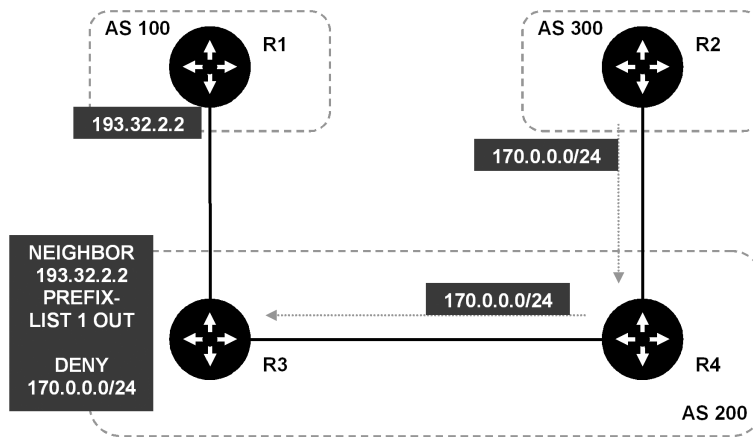 AS 100
R1
AS 300
R2
193.32.2.2
170.0.0.0/24
NEIGHBOR
193.32.2.2
PREFIX-
LIST 1 OUT
DENY
170.0.0.0/24
170.0.0.0/24
R3
R4
AS 200